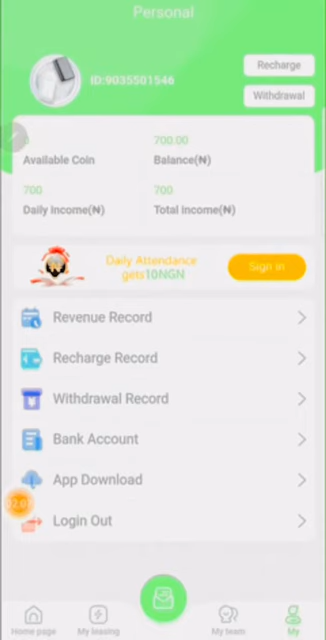 Personal
ID:9035501546
Recharge
Withdrawal
700.00
Available Coin
Balance(₦)
700
700
Daily Income(₦)
Total Income(₦)
Daily Attendance
gets10NGN
Sign in
Revenue Record
Recharge Record
Withdrawal Record
Bank Account
App Download
Login Out
Home page
My leasing
My team
My